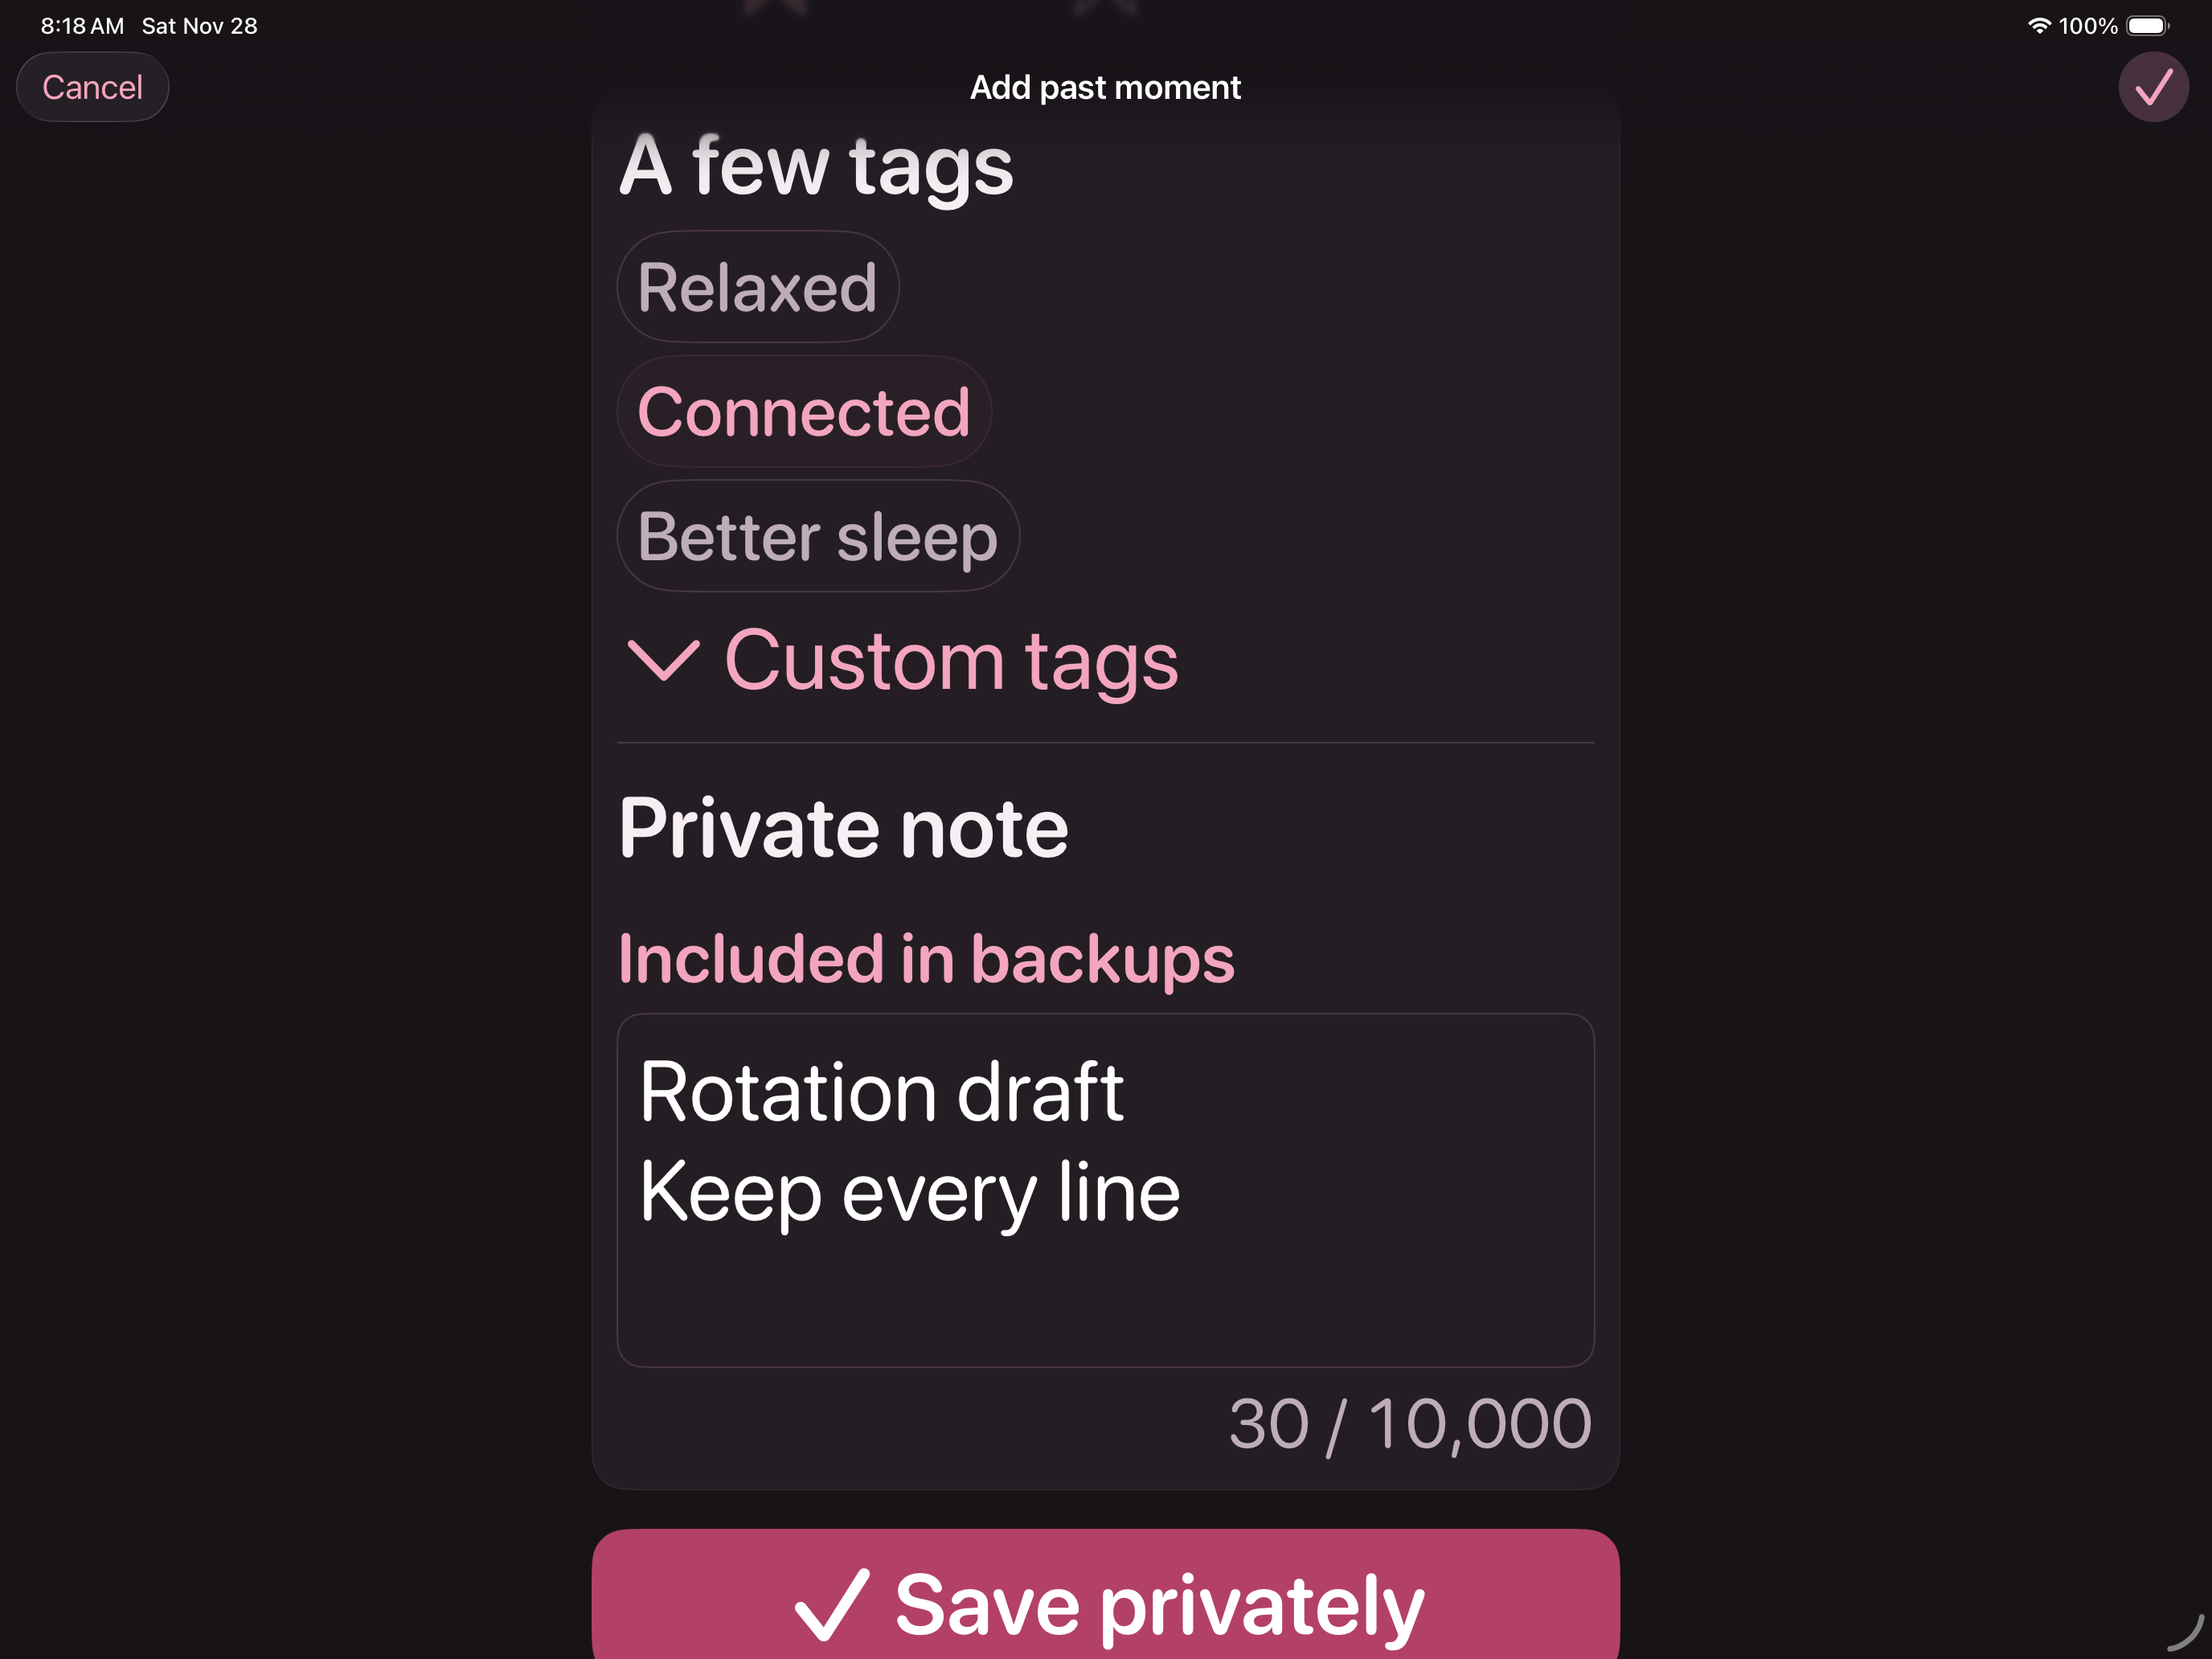 8:18 AM Sat Nov 28
100%
Cancel
Add past moment
A few tags
Relaxed
Connected
Better sleep
Custom tags
Private note
Included in backups
Rotation draft
Keep every line
30 / 10,000
Save privately